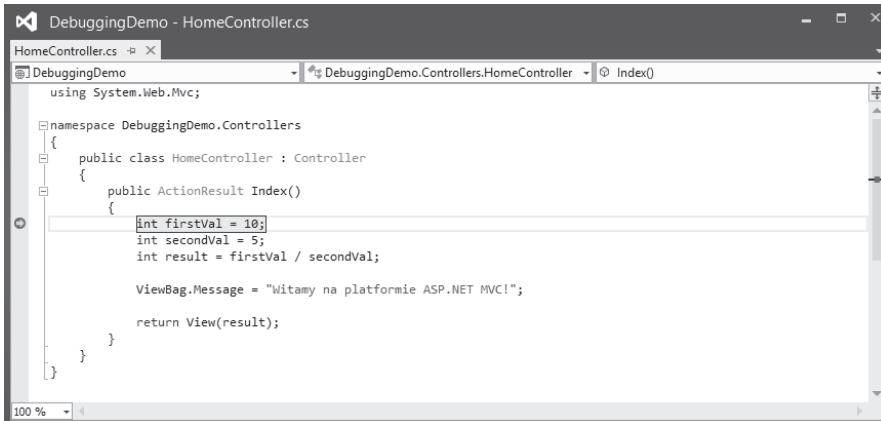 DebuggingDemo - HomeController.cs
HomeController.cs
DebuggingDemo DebuggingDemo.Controllers.HomeController Index()
using System.Web.Mvc;
namespace DebuggingDemo.Controllers
{
public class HomeController : Controller
{
public ActionResult Index()
{
int firstVal = 10;
int secondVal = 5;
int result = firstVal / secondVal;
ViewBag.Message = "Witamy na platformie ASP.NET MVC!";
return View(result);
}
}
}
100 %